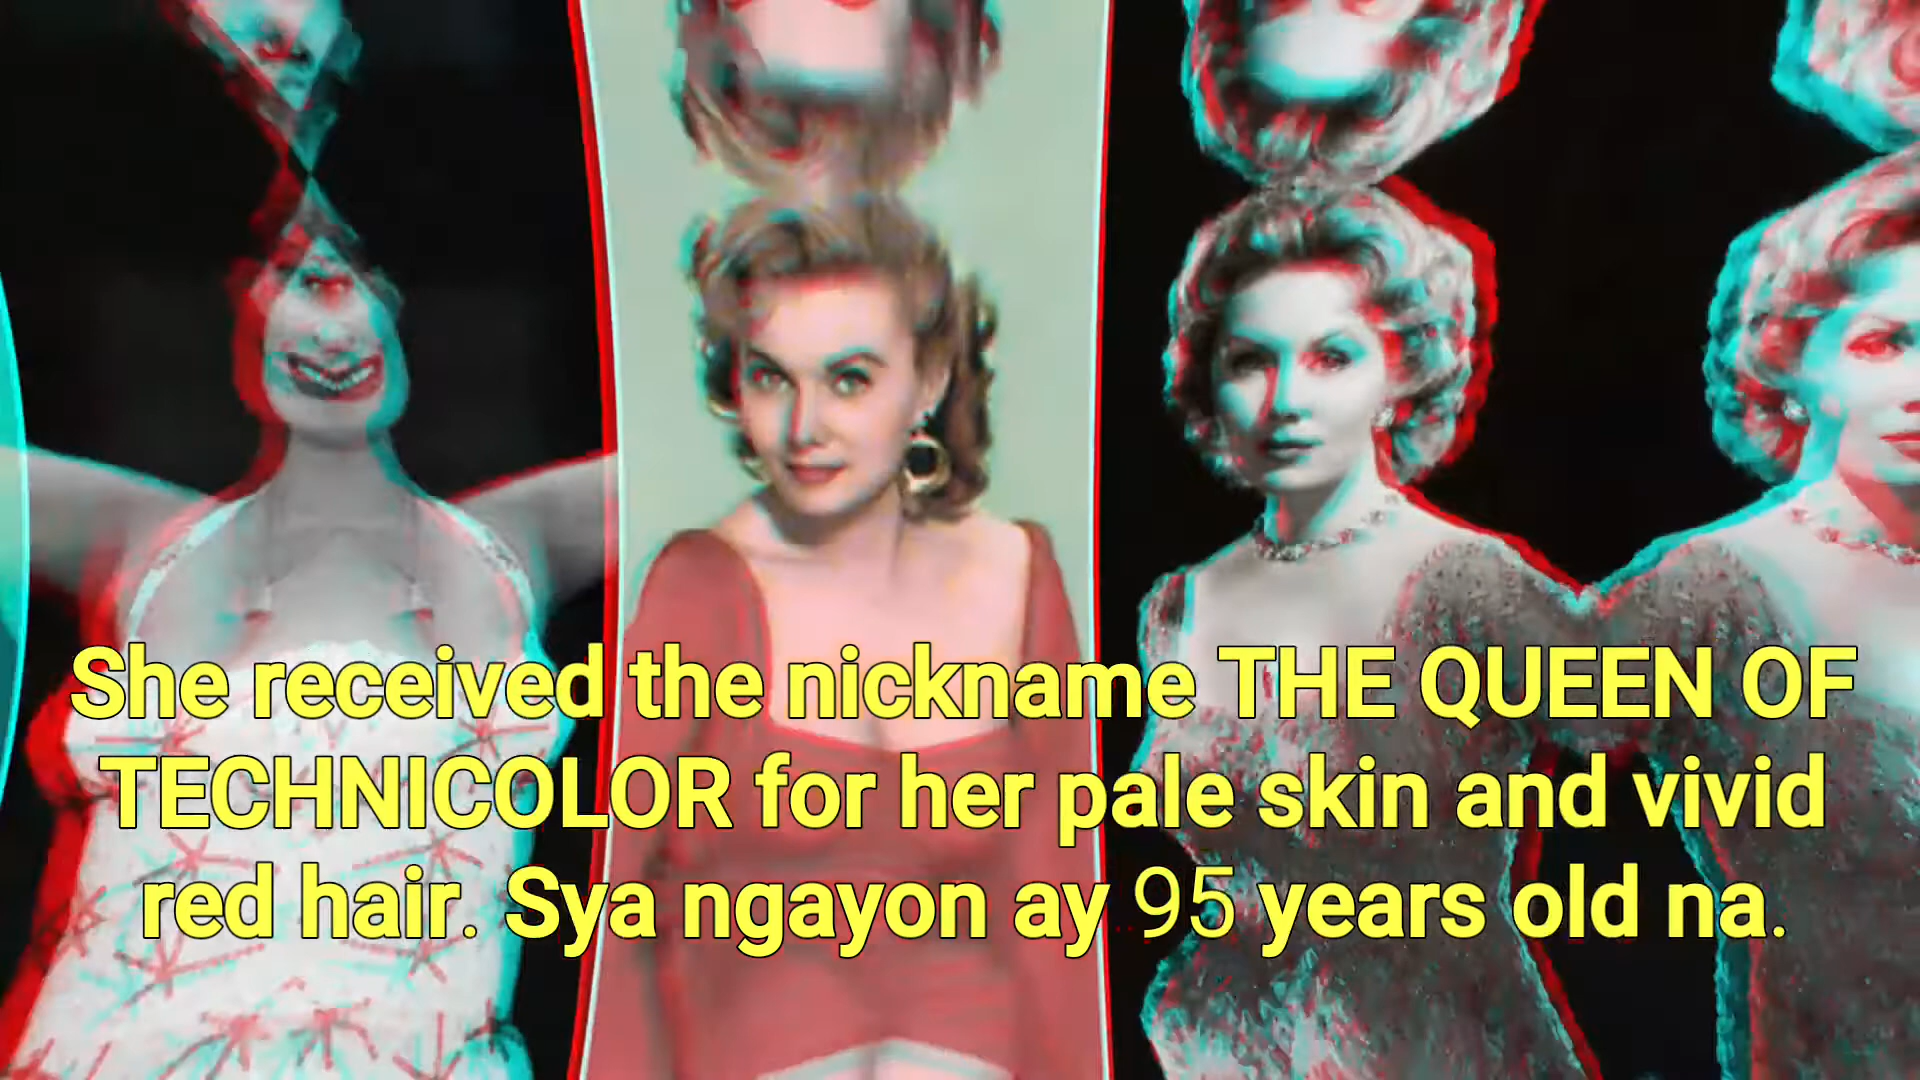 She received the nickname THE QUEEN OF
TECHNICOLOR for her pale skin and vivid
red hair. Sya ngayon ay 95 years old na.